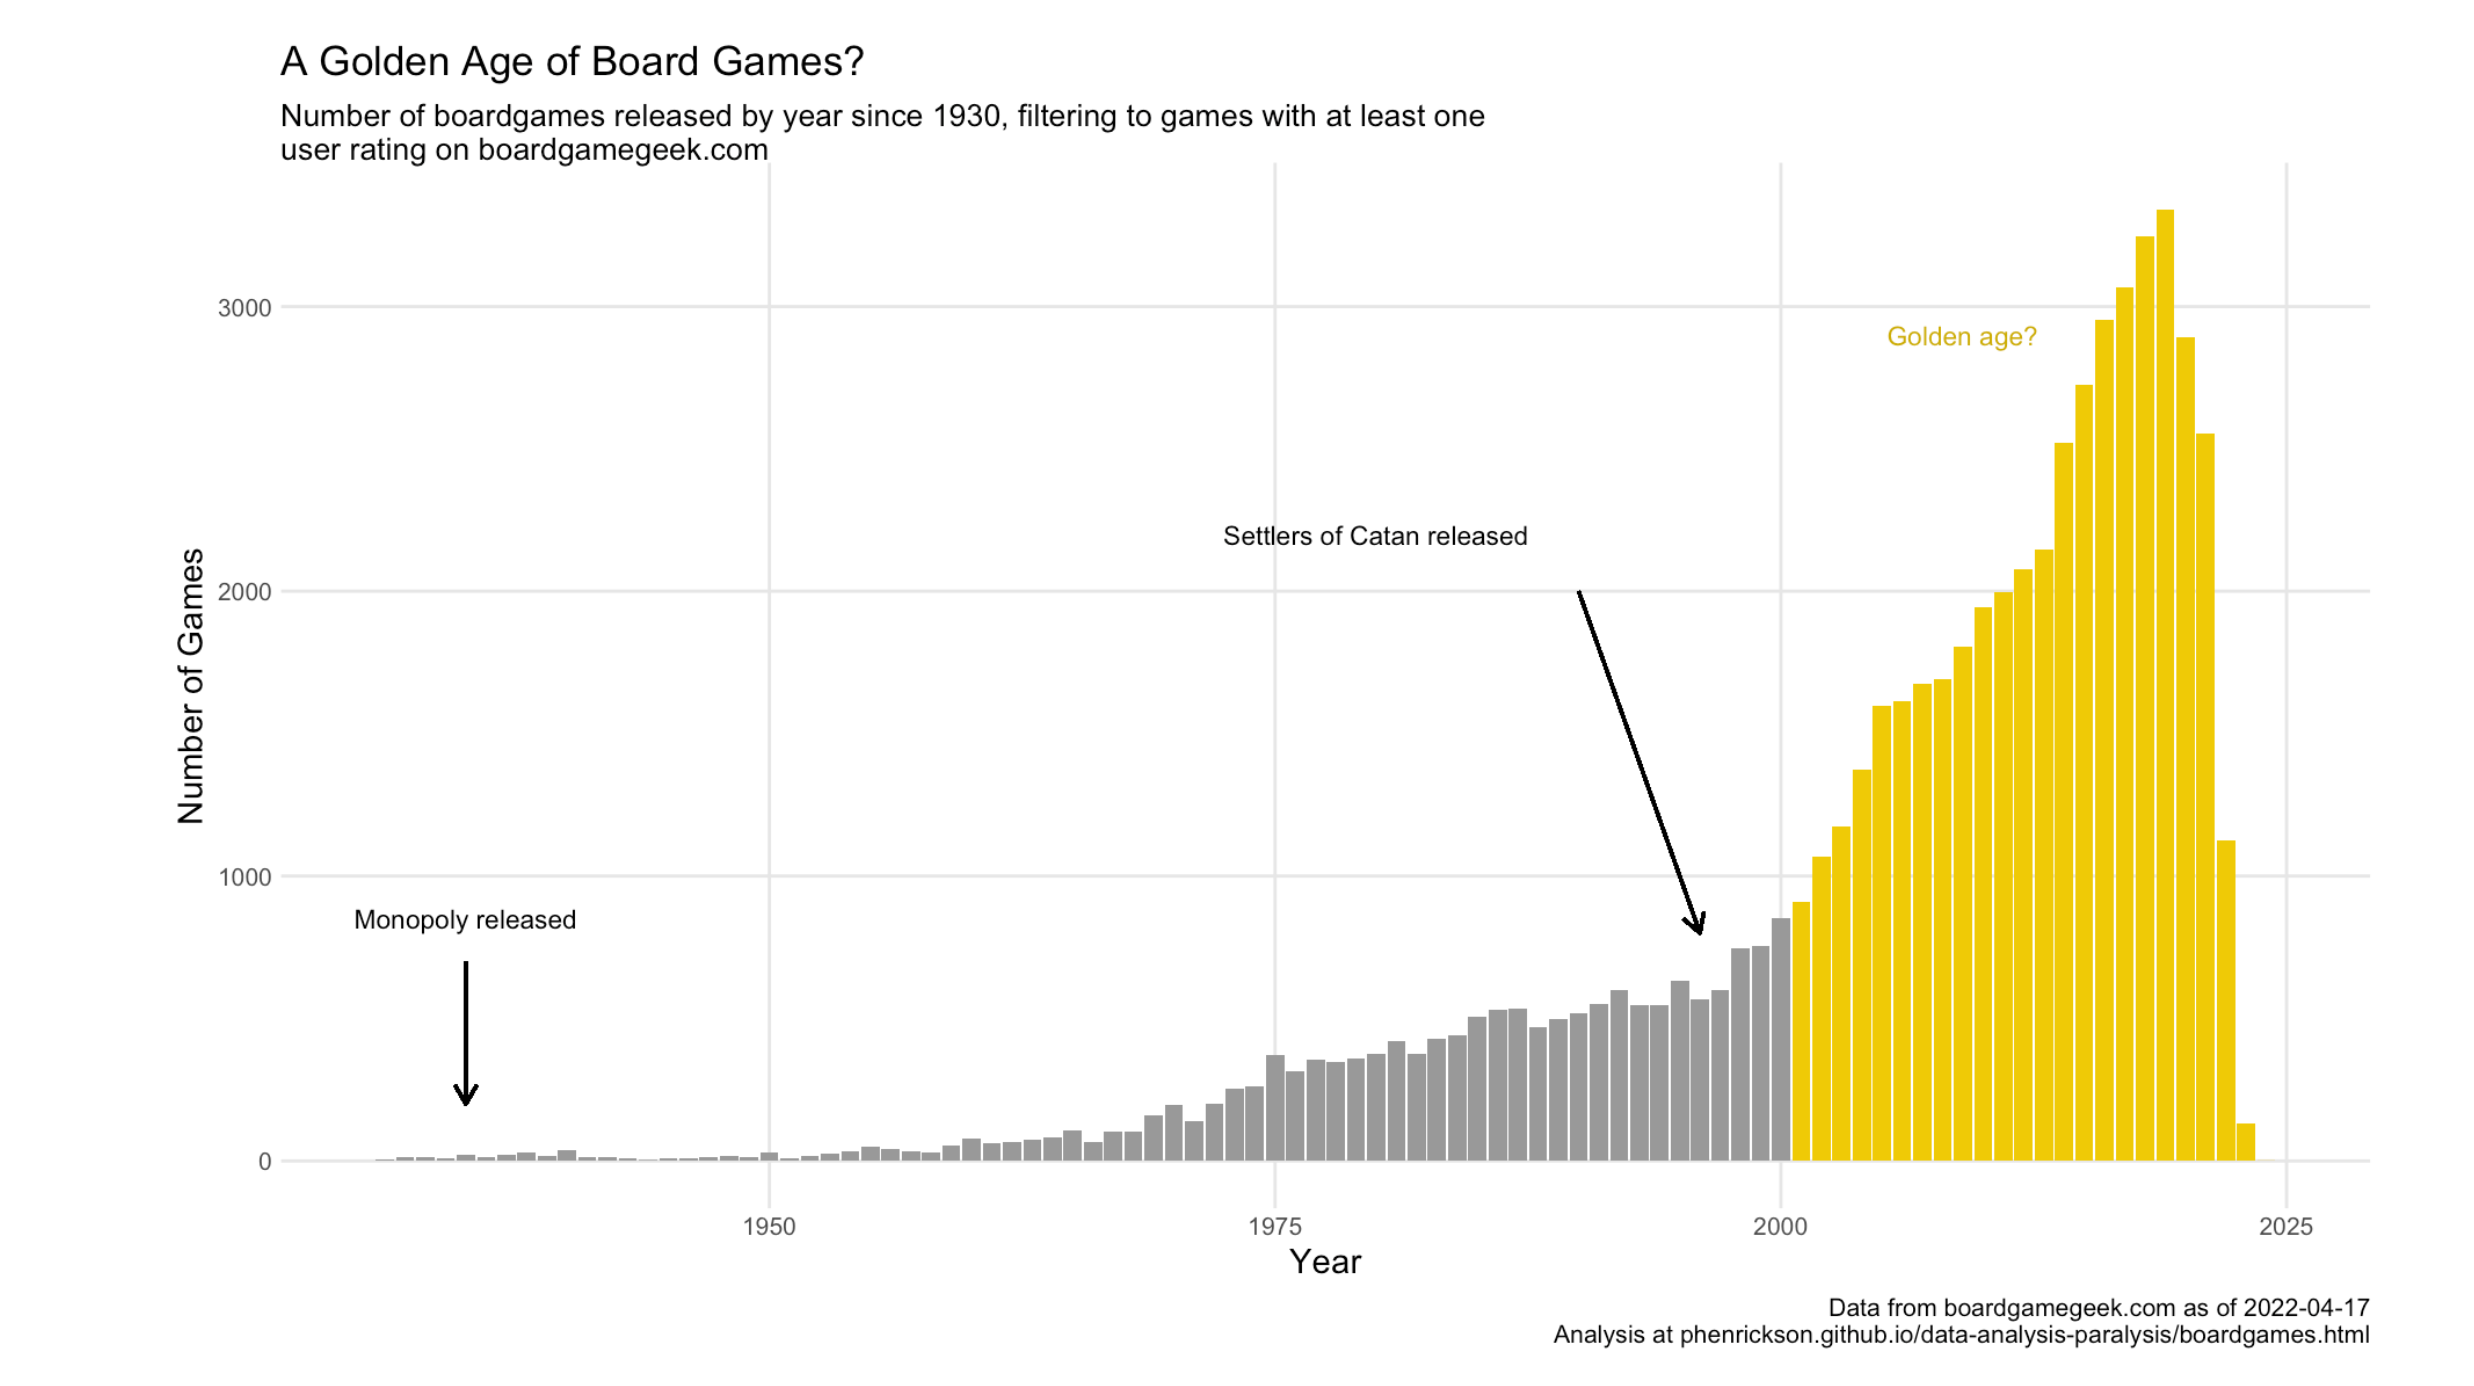 A Golden Age of Board Games?
Number of boardgames released by year since 1930, filtering to games with at least one
user rating on boardgamegeek.com
3000
Golden age?
Settlers of Catan released
2000
Number of Games
1000
Monopoly released
0
1950
1975
2000
2025
Year
Data from boardgamegeek.com as of 2022-04-17
Analysis at phenrickson.github.io/data-analysis-paralysis/boardgames.html